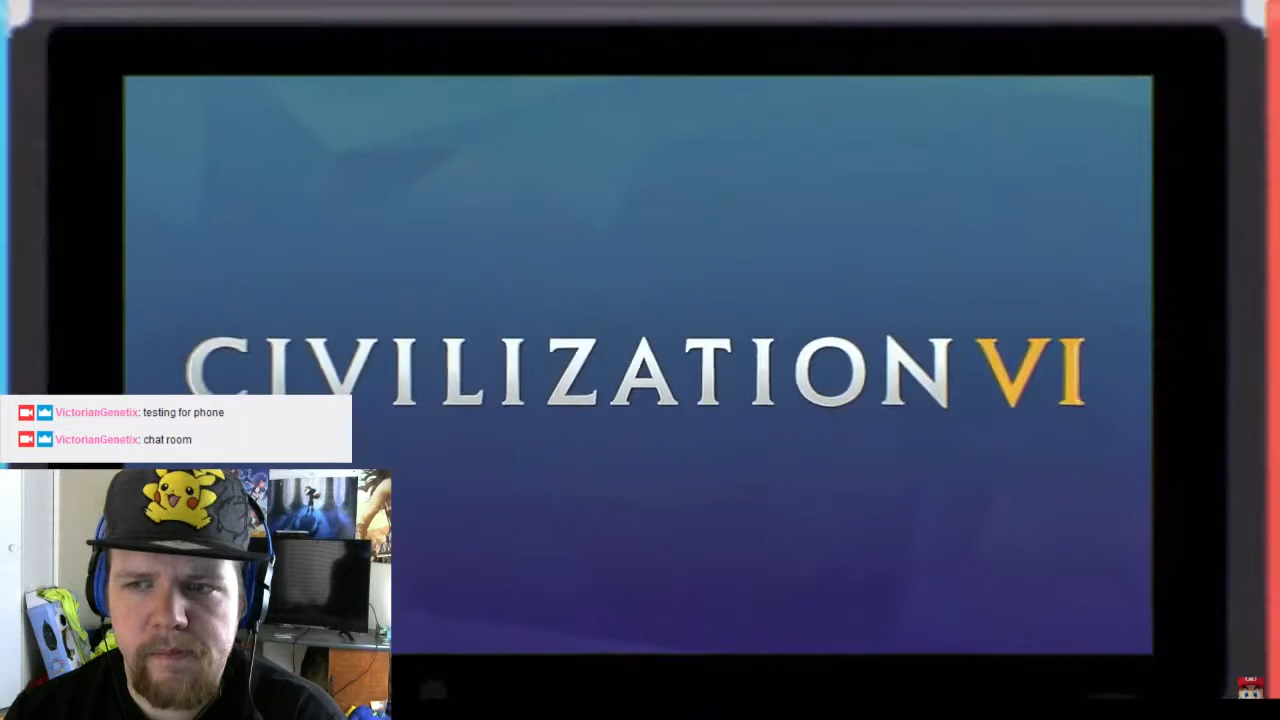 CIVILIZATION VI
VictorianGenetix: testing for phone
VictorianGenetix: chat room